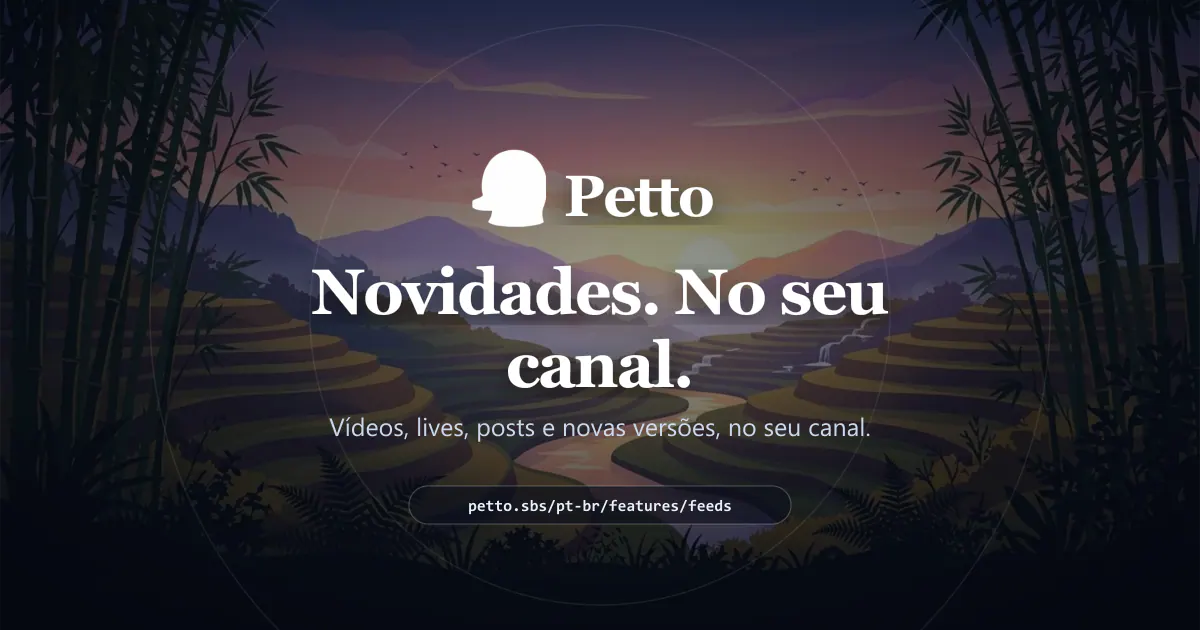 Petto
Novidades. No seu
canal.
Vídeos, lives, posts e novas versões, no seu canal.
petto.sbs/pt-br/features/feeds